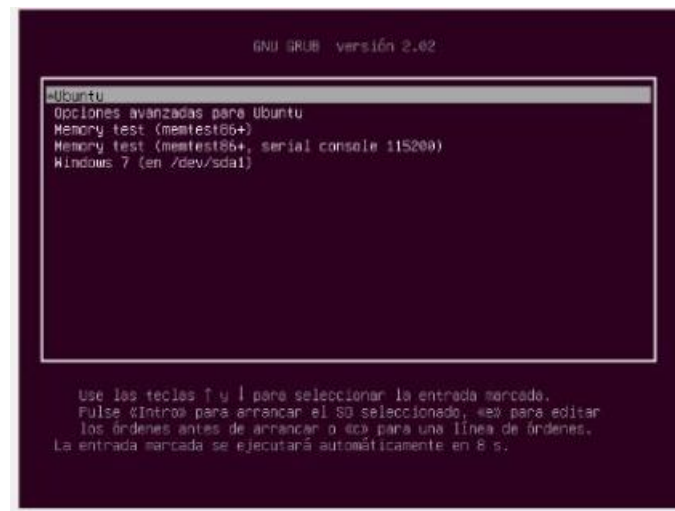 GNU GRUB versión 2.02
*Ubuntu
Opciones avanzadas para Ubuntu
Memory test (memtest86+)
Memory test (memtest86+, serial console 115200)
Windows 7 (en /dev/sda1)
Use las teclas ↑ y ↓ para seleccionar la entrada marcada.
Pulse «Intro» para arrancar el SO seleccionado, «e» para editar
los órdenes antes de arrancar o «c» para una línea de órdenes.
La entrada marcada se ejecutará automáticamente en 8 s.